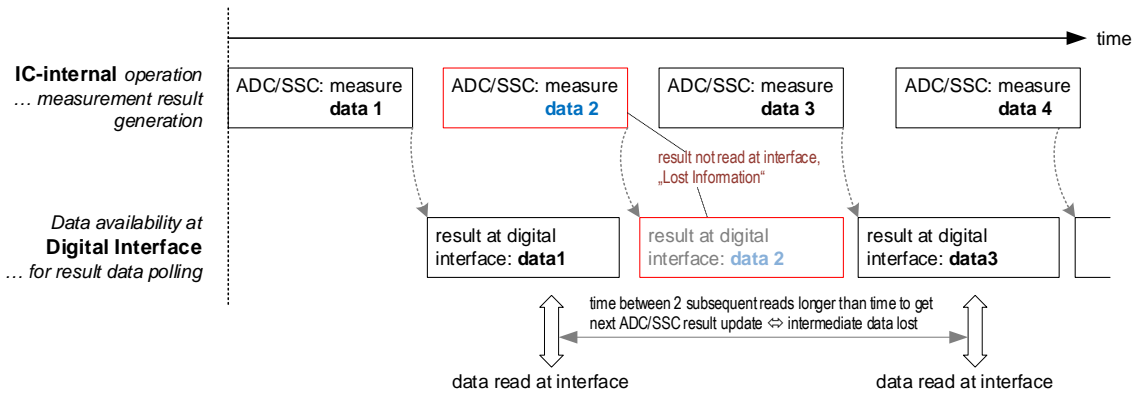 time
IC-internal operation
… measurement result
generation
ADC/SSC: measure
data 1
ADC/SSC: measure
data 2
ADC/SSC: measure
data 3
ADC/SSC: measure
data 4
result not read at interface,
„Lost Information“
Data availability at
Digital Interface
… for result data polling
result at digital
interface: data1
result at digital
interface: data 2
result at digital
interface: data3
time between 2 subsequent reads longer than time to get
next ADC/SSC result update ⇔ intermediate data lost
data read at interface
data read at interface